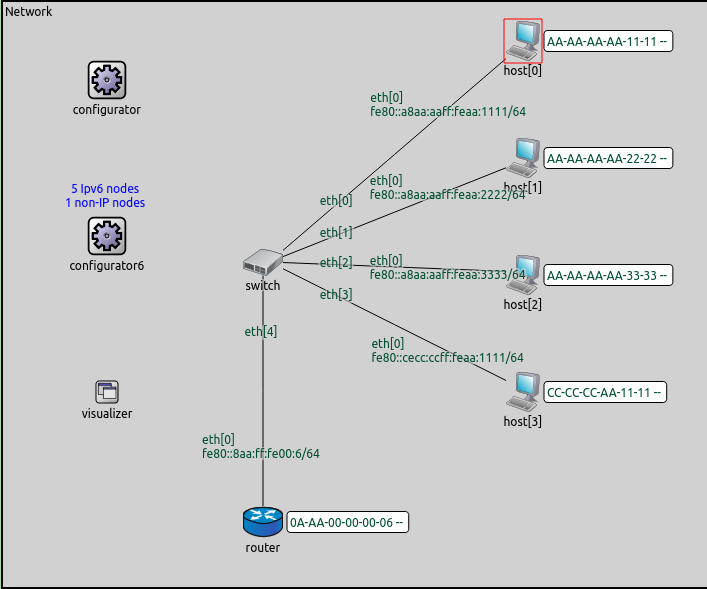 Network
configurator
5 Ipv6 nodes
1 non-IP nodes
configurator6
visualizer
AA-AA-AA-AA-11-11 --
host[0]
eth[0]
fe80::a8aa:aaff:feaa:1111/64
AA-AA-AA-AA-22-22 --
host[1]
eth[0]
fe80::a8aa:aaff:feaa:2222/64
eth[0]
eth[1]
eth[2]
eth[0]
fe80::a8aa:aaff:feaa:3333/64
AA-AA-AA-AA-33-33 --
host[2]
switch
eth[3]
eth[4]
eth[0]
fe80::cecc:ccff:feaa:1111/64
CC-CC-CC-AA-11-11 --
host[3]
eth[0]
fe80::8aa:ff:fe00:6/64
0A-AA-00-00-00-06 --
router